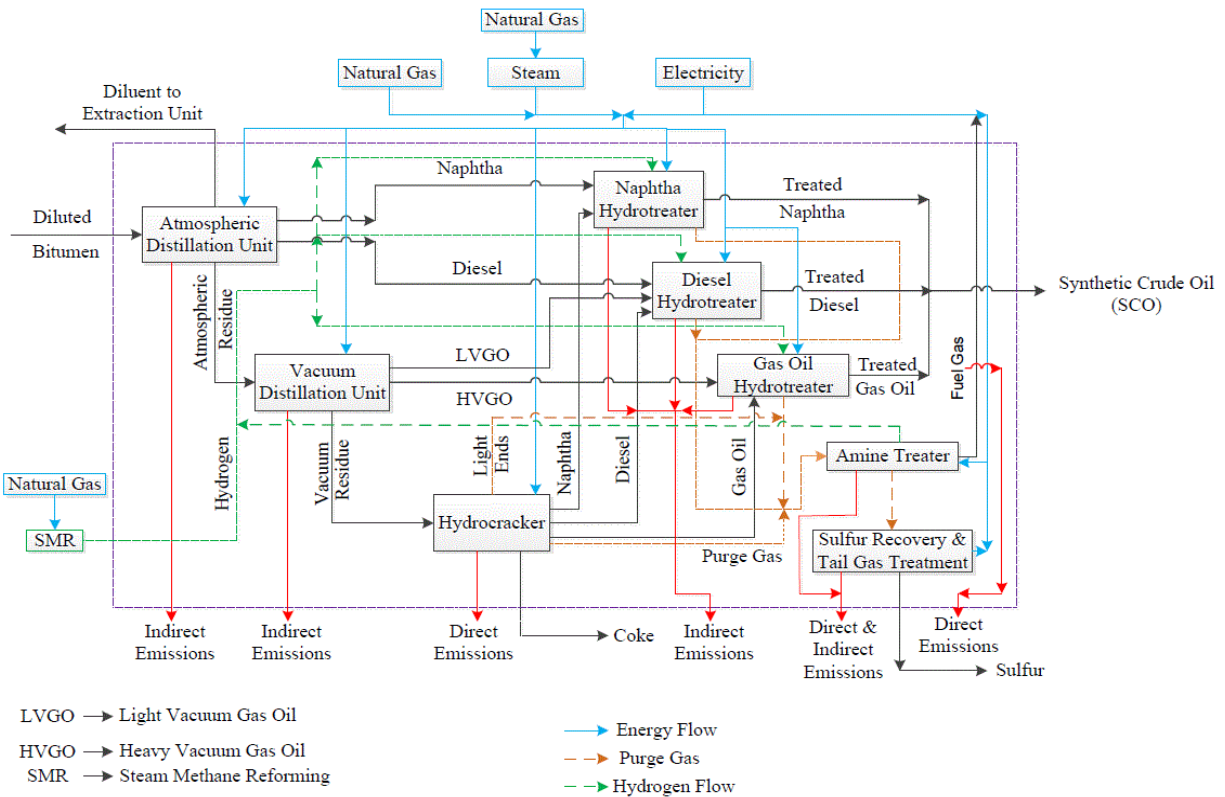 Natural Gas
Natural Gas
Steam
Electricity
Diluent to
Extraction Unit
Naphtha
Naphtha
Hydrotreater
Treated
Naphtha
Diluted
Bitumen
Atmospheric
Distillation Unit
Diesel
Diesel
Hydrotreater
Treated
Diesel
Synthetic Crude Oil
(SCO)
Atmospheric
Residue
LVGO
Vacuum
Distillation Unit
HVGO
Gas Oil
Hydrotreater
Treated
Gas Oil
Fuel Gas
Hydrogen
Vacuum
Residue
Light
Ends
Naphtha
Diesel
Gas Oil
Amine Treater
Natural Gas
SMR
Hydrocracker
Purge Gas
Sulfur Recovery &
Tail Gas Treatment
Indirect
Emissions
Indirect
Emissions
Direct
Emissions
Coke
Indirect
Emissions
Direct &
Indirect
Emissions
Direct
Emissions
Sulfur
LVGO Light Vacuum Gas Oil
HVGO Heavy Vacuum Gas Oil
SMR Steam Methane Reforming
Energy Flow
Purge Gas
Hydrogen Flow